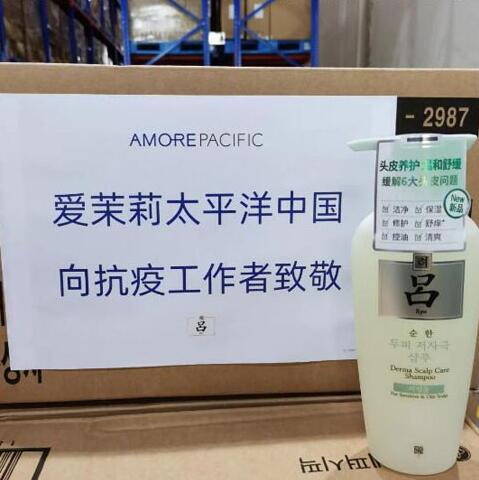 - 2987
AMOREPACIFIC
爱茉莉太平洋中国
向抗疫工作者致敬
吕
头皮养护 温和舒缓
缓解6大头皮问题
New
新品
洁净 保湿
修护 舒痒*
控油 清爽
呂
Ryo
순한
두피 저자극
샴푸
Derma Scalp Care
Shampoo
For Sensitive & Oily Scalp